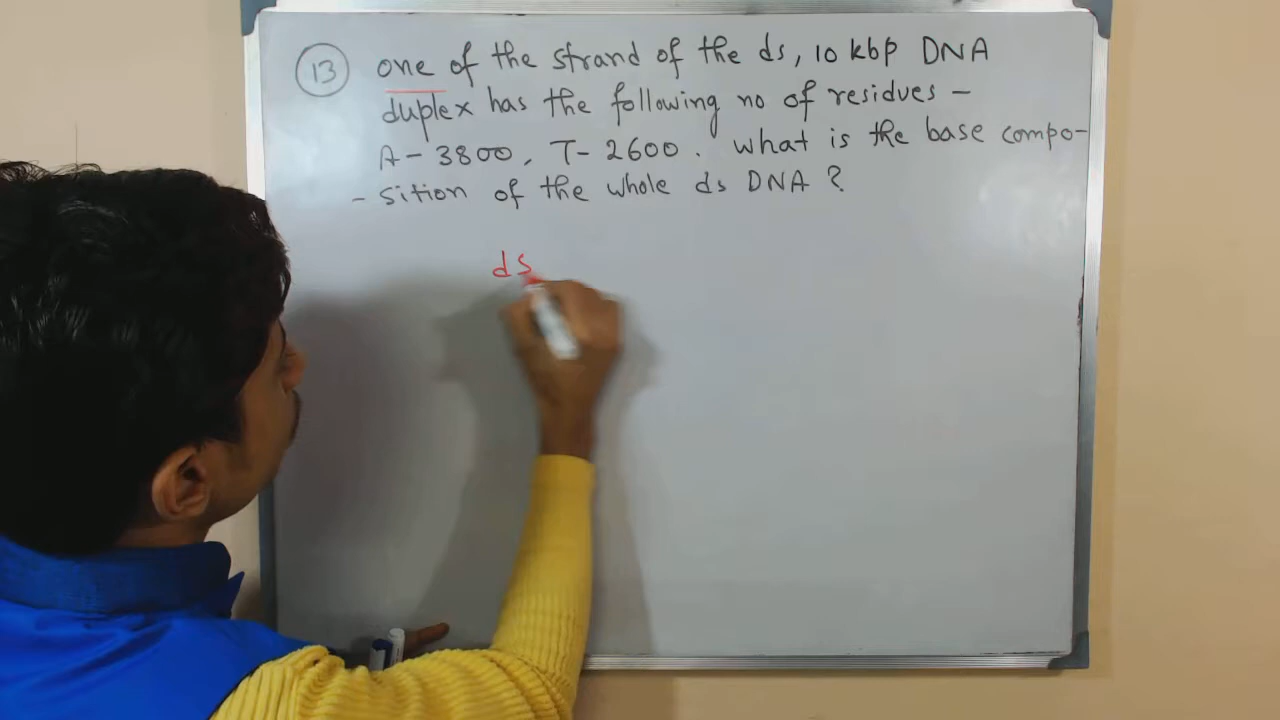 13 one of the strand of the ds, 10 kbp DNA
duplex has the following no of residues -
A - 3800, T - 2600. what is the base compo-
- sition of the whole ds DNA ?
ds